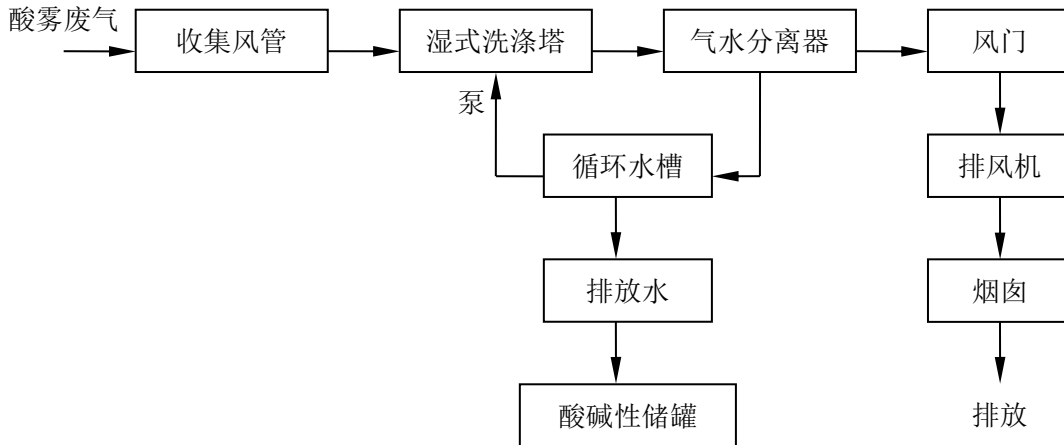 酸雾废气
收集风管
湿式洗涤塔
气水分离器
风门
泵
循环水槽
排风机
排放水
烟囱
酸碱性储罐
排放